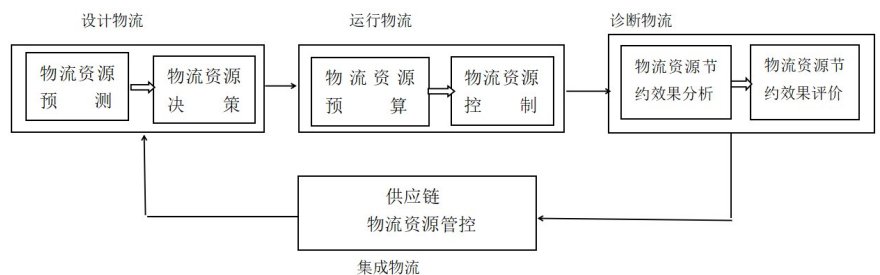 设计物流
运行物流
诊断物流
物流资源
预 测
物流资源
决 策
物流资源
预 算
物流资源
控 制
物流资源节
约效果分析
物流资源节
约效果评价
供应链
物流资源管控
集成物流